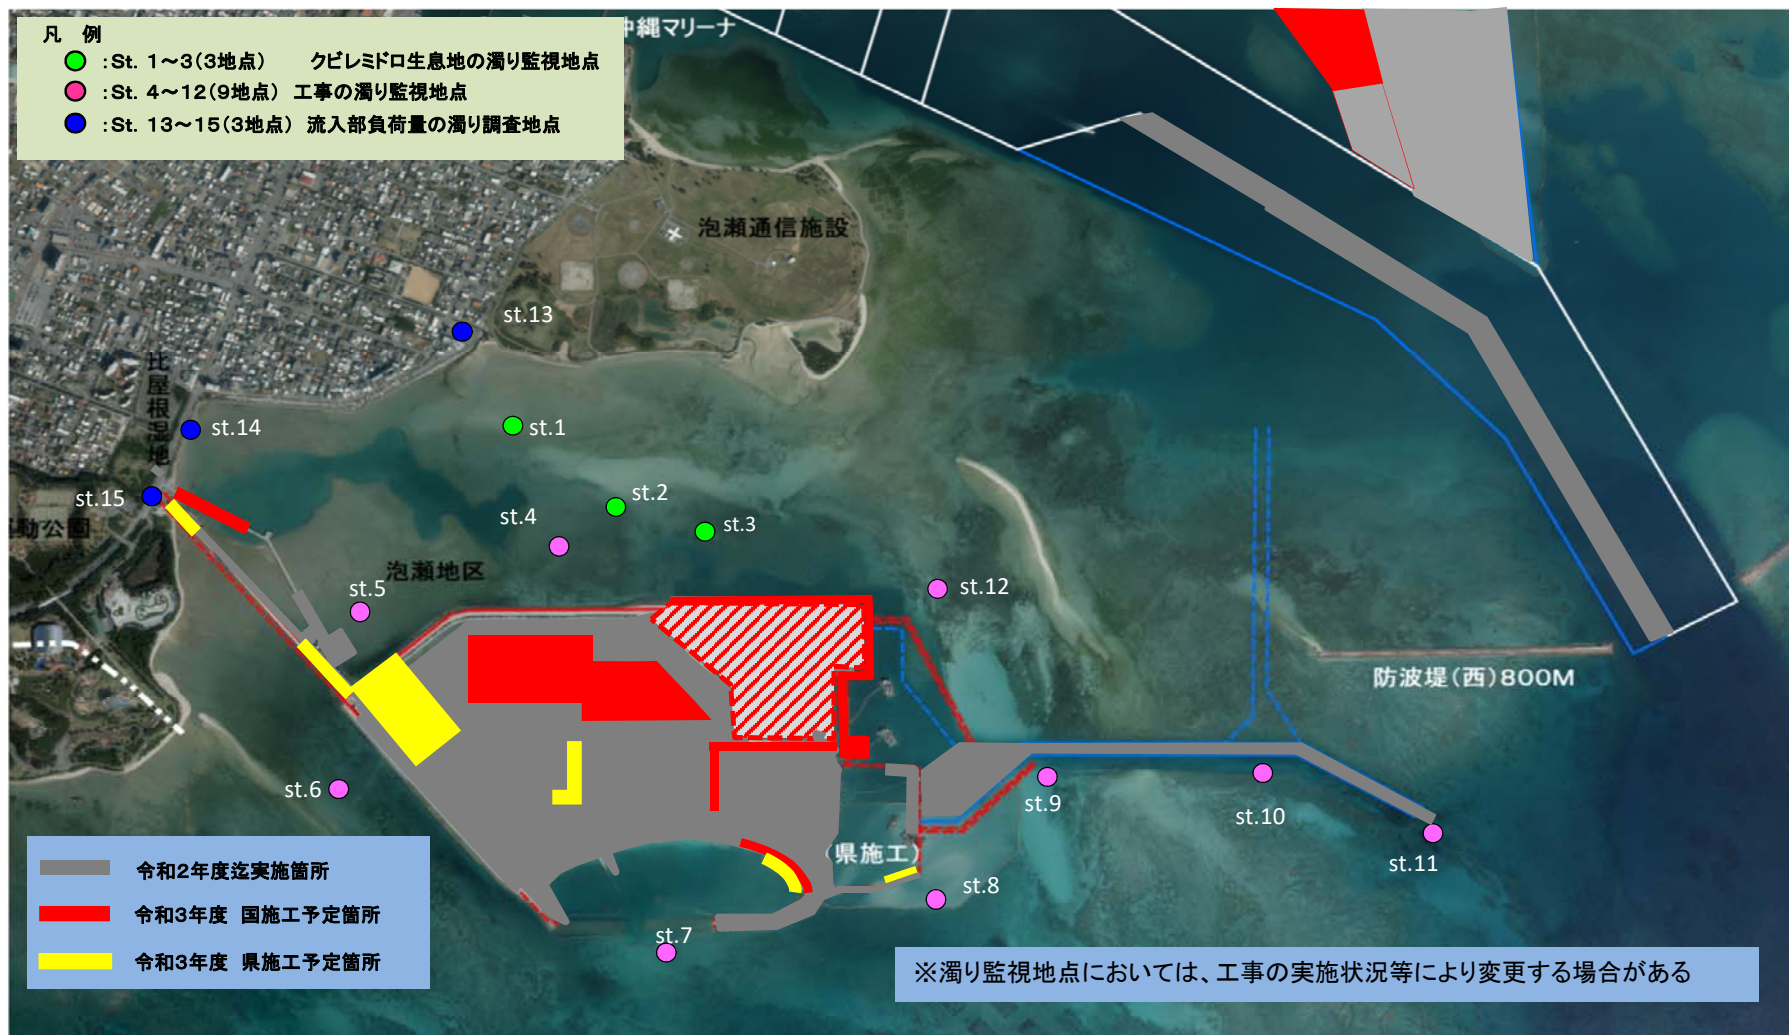 凡 例
:St. 1～3(3地点) クビレミドロ生息地の濁り監視地点
:St. 4～12(9地点) 工事の濁り監視地点
:St. 13～15(3地点) 流入部負荷量の濁り調査地点
沖縄マリーナ
泡瀬通信施設
st.13
比屋根湿地
st.14
st.1
st.15
st.2
st.4
st.3
動公園
泡瀬地区
st.5
st.12
防波堤(西)800M
st.6
st.9
st.10
(県施工)
st.11
st.8
st.7
令和2年度迄実施箇所
令和3年度 国施工予定箇所
令和3年度 県施工予定箇所
※濁り監視地点においては、工事の実施状況等により変更する場合がある